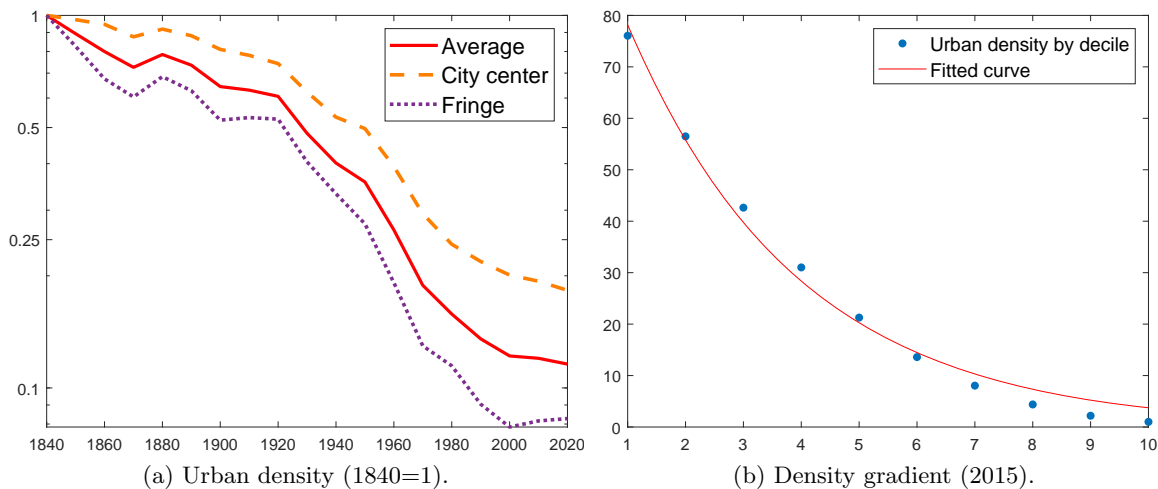 1
0.5
0.25
0.1
Average
City center
Fringe
1840 1860 1880 1900 1920 1940 1960 1980 2000 2020
(a) Urban density (1840=1).
80
70
60
50
40
30
20
10
0
Urban density by decile
Fitted curve
1 2 3 4 5 6 7 8 9 10
(b) Density gradient (2015).